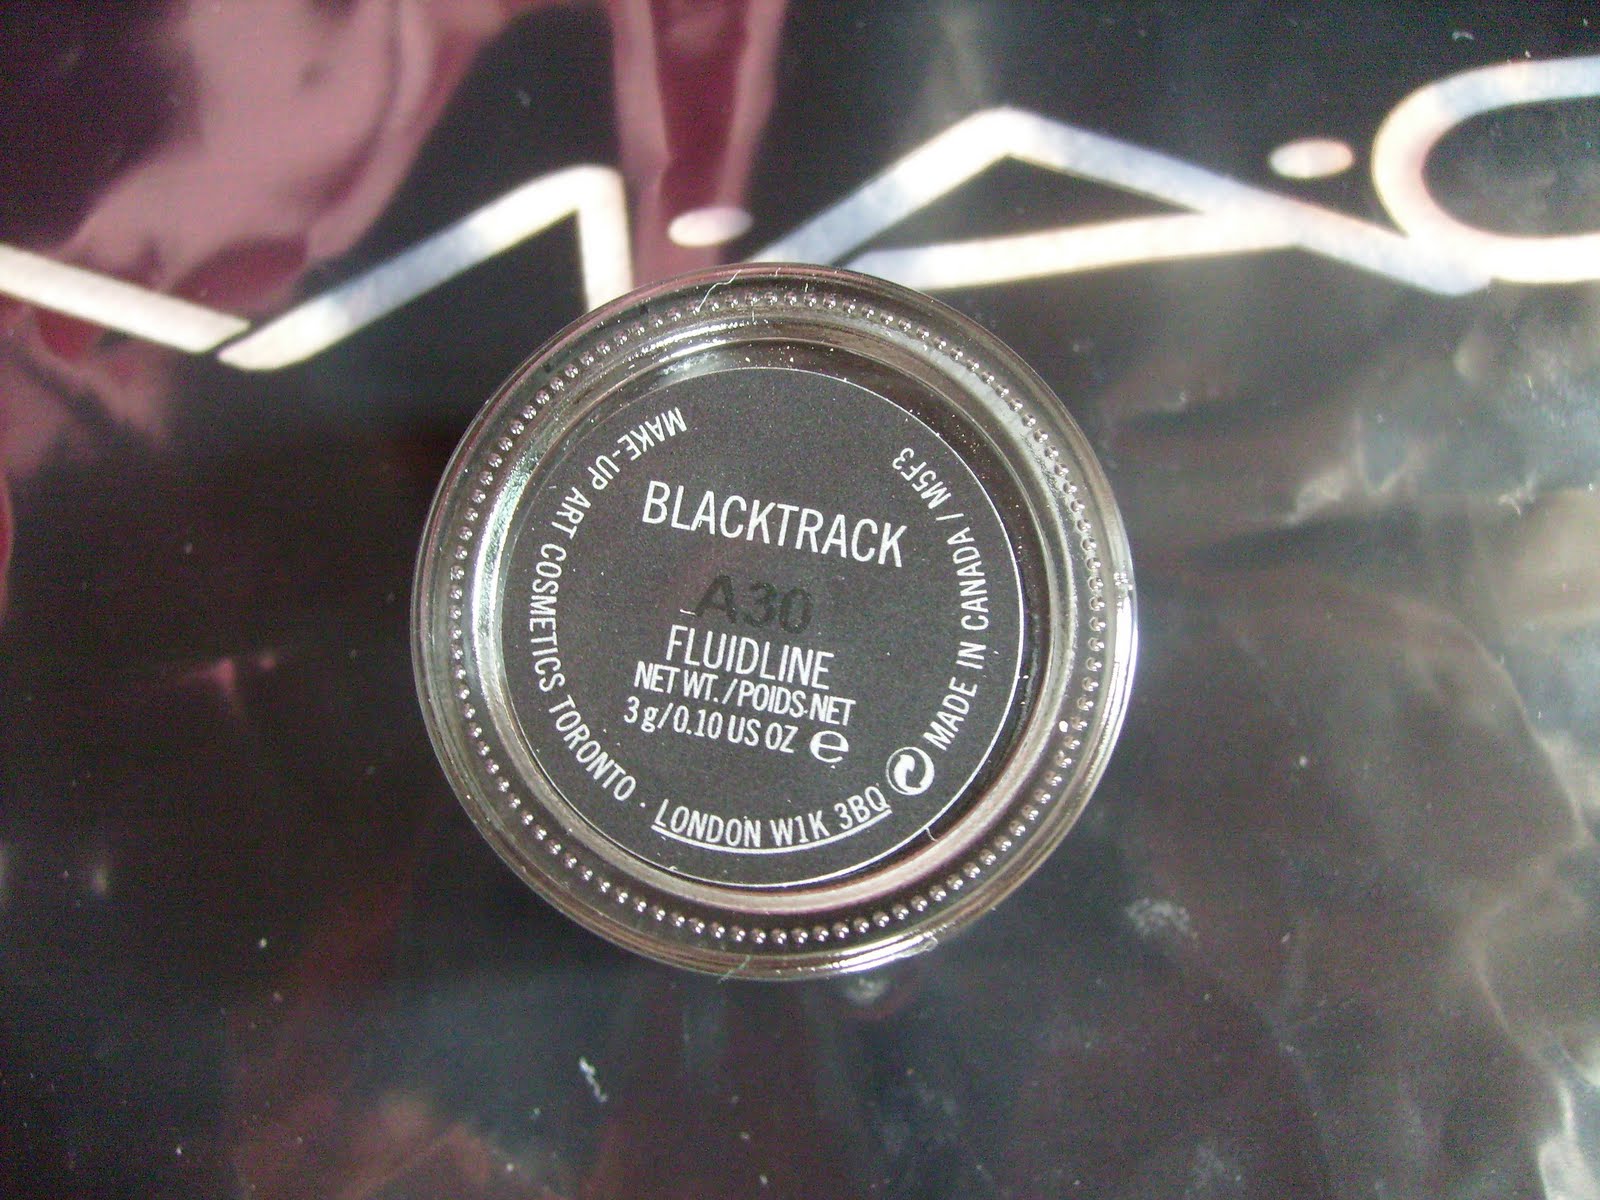 M·A·C
BLACKTRACK
A30
FLUIDLINE
NET WT./POIDS.NET
3 g/0.10 US OZ e
MAKE-UP ART COSMETICS TORONTO · LONDON W1K 3BQ
MADE IN CANADA / M5F3